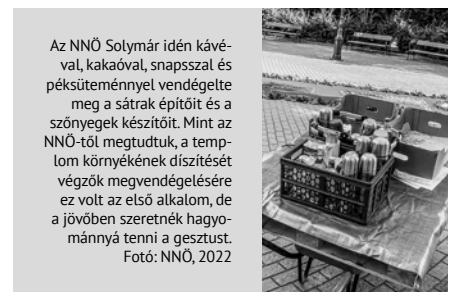 Az NNÖ Solymár idén kávé-
val, kakaóval, snapsszal és
péksüteménnyel vendégelte
meg a sátrak építőit és a
szőnyegek készítőit. Mint az
NNÖ-től megtudtuk, a temp-
lom környékének díszítését
végzők megvendégelésére
ez volt az első alkalom, de
a jövőben szeretnék hagyo-
mánnyá tenni a gesztust.
Fotó: NNÖ, 2022